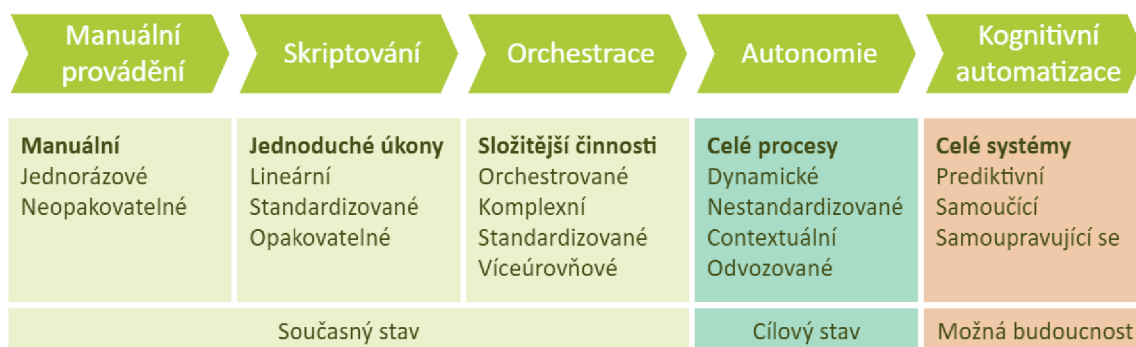 Manuální
provádění
Skriptování
Orchestrace
Autonomie
Kognitivní
automatizace
Manuální
Jednorázové
Neopakovatelné
Jednoduché úkony
Lineární
Standardizované
Opakovatelné
Složitější činnosti
Orchestrované
Komplexní
Standardizované
Víceúrovňové
Celé procesy
Dynamické
Nestandardizované
Contextuální
Odvozované
Celé systémy
Prediktivní
Samoučící
Samoupravující se
Současný stav
Cílový stav
Možná budoucnost